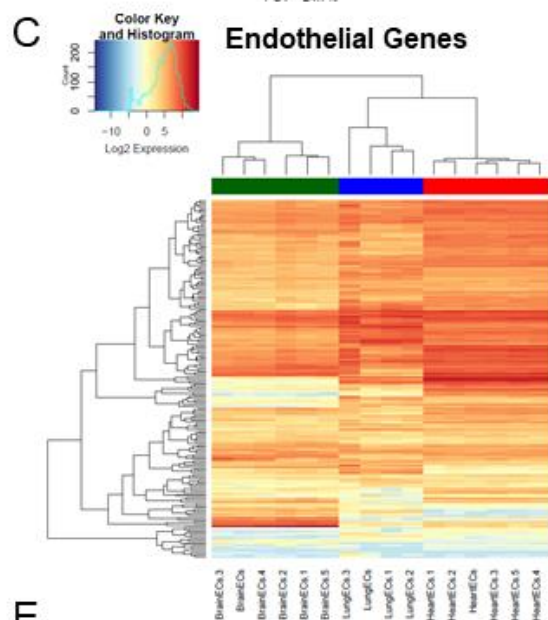 C
Color Key
and Histogram
Endothelial Genes
Count
0 100 200
-10 0 5
Log2 Expression
BrainECs.3
BrainECs
BrainECs.4
BrainECs.2
BrainECs.1
BrainECs.5
LungECs.3
LungECs
LungECs.1
LungECs.2
HeartECs.1
HeartECs.2
HeartECs
HeartECs.3
HeartECs.5
HeartECs.4